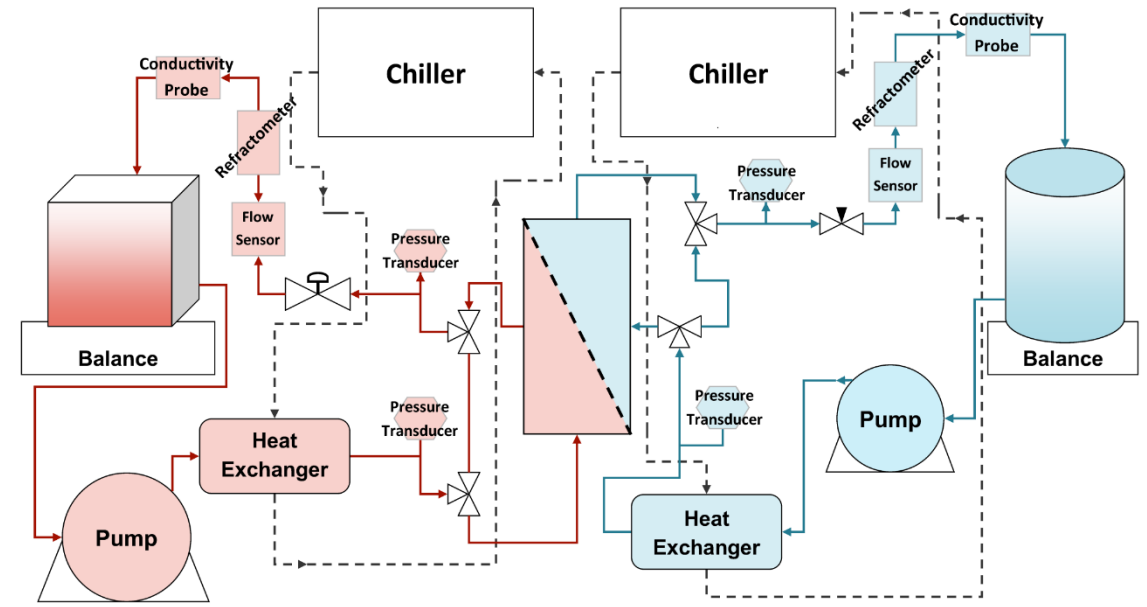 Conductivity
Probe
Refractometer
Flow
Sensor
Balance
Pump
Heat
Exchanger
Pressure
Transducer
Pressure
Transducer
Chiller
Chiller
Pressure
Transducer
Pressure
Transducer
Heat
Exchanger
Pump
Flow
Sensor
Refractometer
Conductivity
Probe
Balance